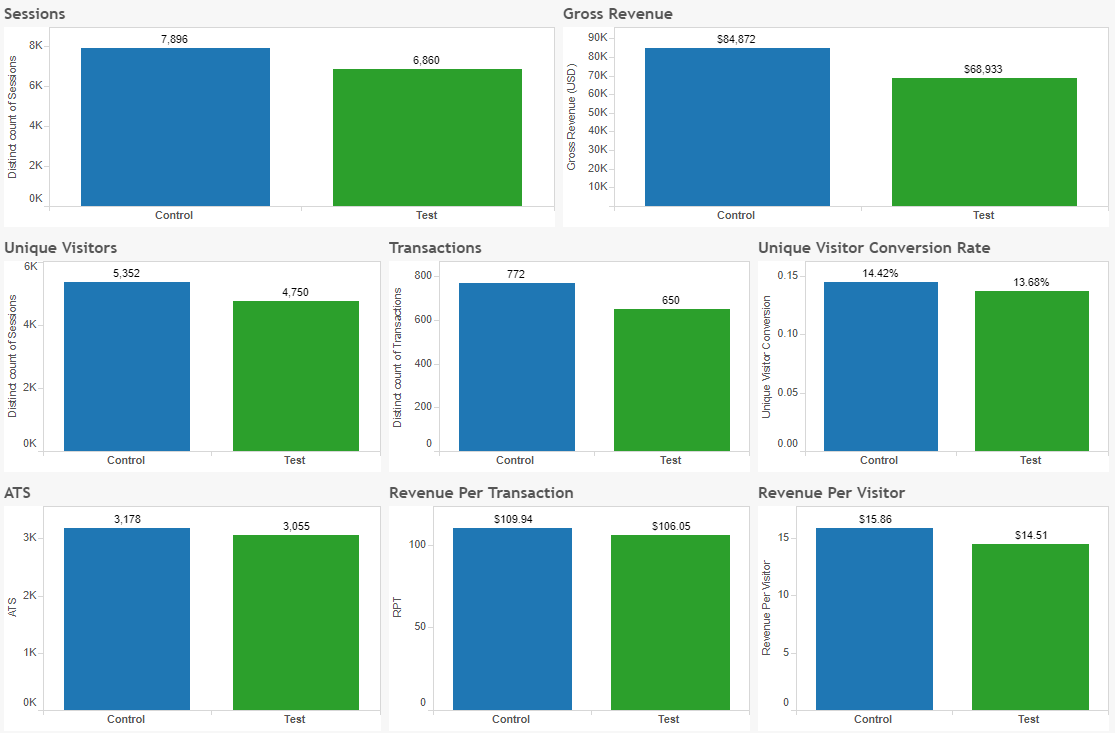 Sessions
Distinct count of Sessions
8K
6K
4K
2K
0K
7,896
6,860
Control
Test
Gross Revenue
Gross Revenue (USD)
90K
80K
70K
60K
50K
40K
30K
20K
10K
$84,872
$68,933
Control
Test
Unique Visitors
Distinct count of Sessions
6K
4K
2K
0K
5,352
4,750
Control
Test
Transactions
Distinct count of Transactions
800
600
400
200
0
772
650
Control
Test
Unique Visitor Conversion Rate
Unique Visitor Conversion
0.15
0.10
0.05
0.00
14.42%
13.68%
Control
Test
ATS
ATS
3K
2K
1K
0K
3,178
3,055
Control
Test
Revenue Per Transaction
RPT
100
50
0
$109.94
$106.05
Control
Test
Revenue Per Visitor
Revenue Per Visitor
15
10
5
0
$15.86
$14.51
Control
Test